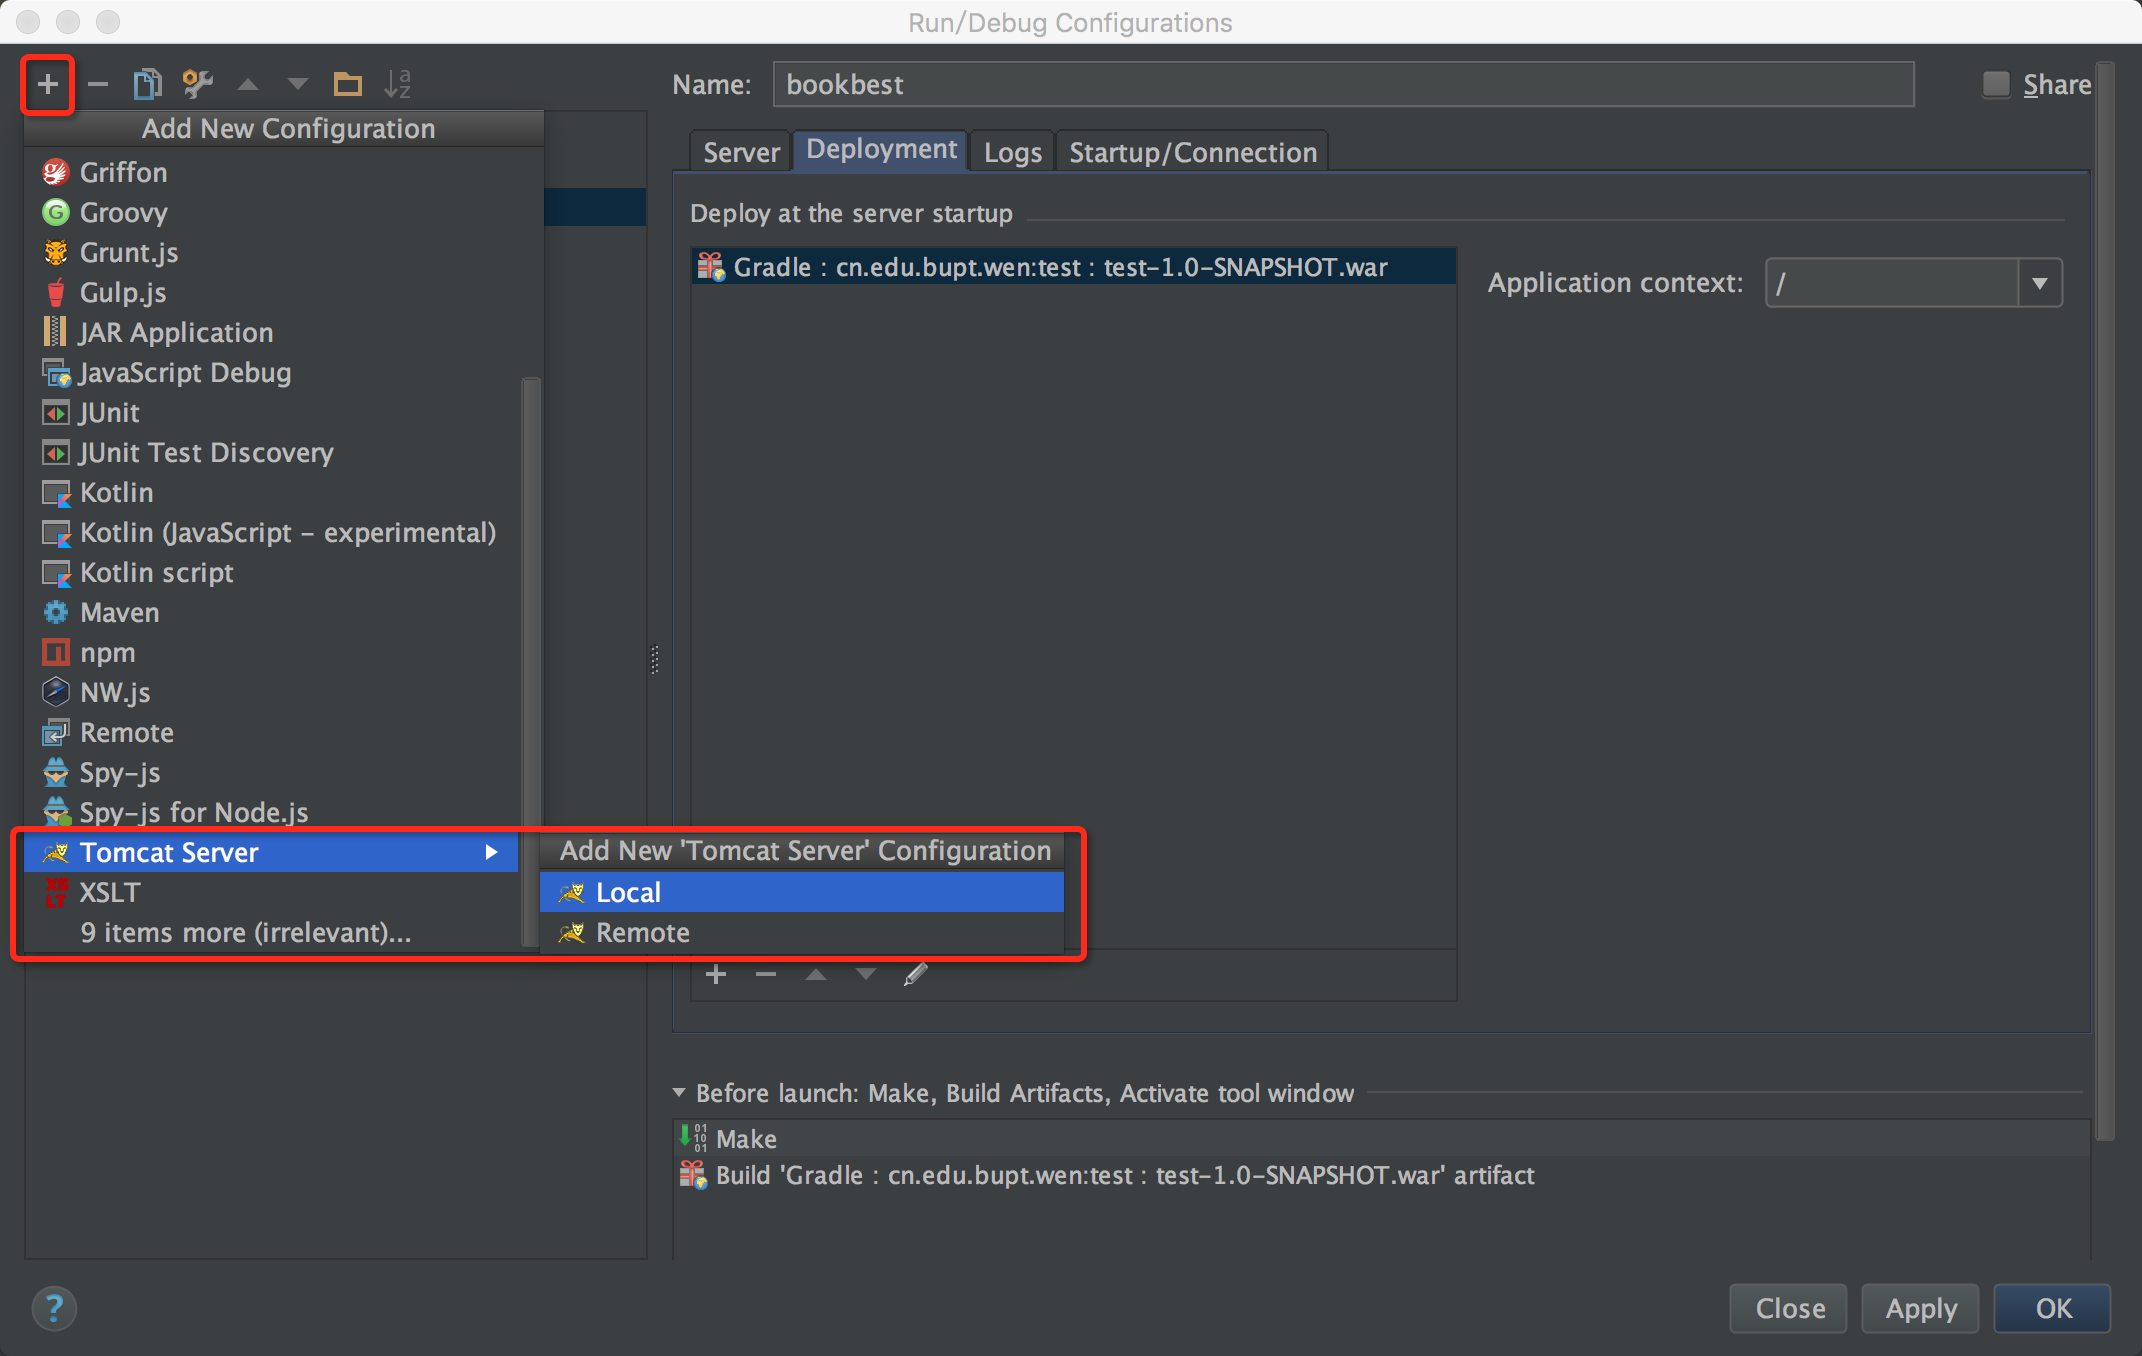 Run/Debug Configurations
Name: bookbest
Share
Add New Configuration
Griffon
Groovy
Grunt.js
Gulp.js
JAR Application
JavaScript Debug
JUnit
JUnit Test Discovery
Kotlin
Kotlin (JavaScript – experimental)
Kotlin script
Maven
npm
NW.js
Remote
Spy-js
Spy-js for Node.js
Tomcat Server
XSLT
9 items more (irrelevant)...
Add New 'Tomcat Server' Configuration
Local
Remote
Server Deployment Logs Startup/Connection
Deploy at the server startup
Gradle : cn.edu.bupt.wen:test : test-1.0-SNAPSHOT.war
Application context: /
Before launch: Make, Build Artifacts, Activate tool window
Make
Build 'Gradle : cn.edu.bupt.wen:test : test-1.0-SNAPSHOT.war' artifact
?
Close Apply OK